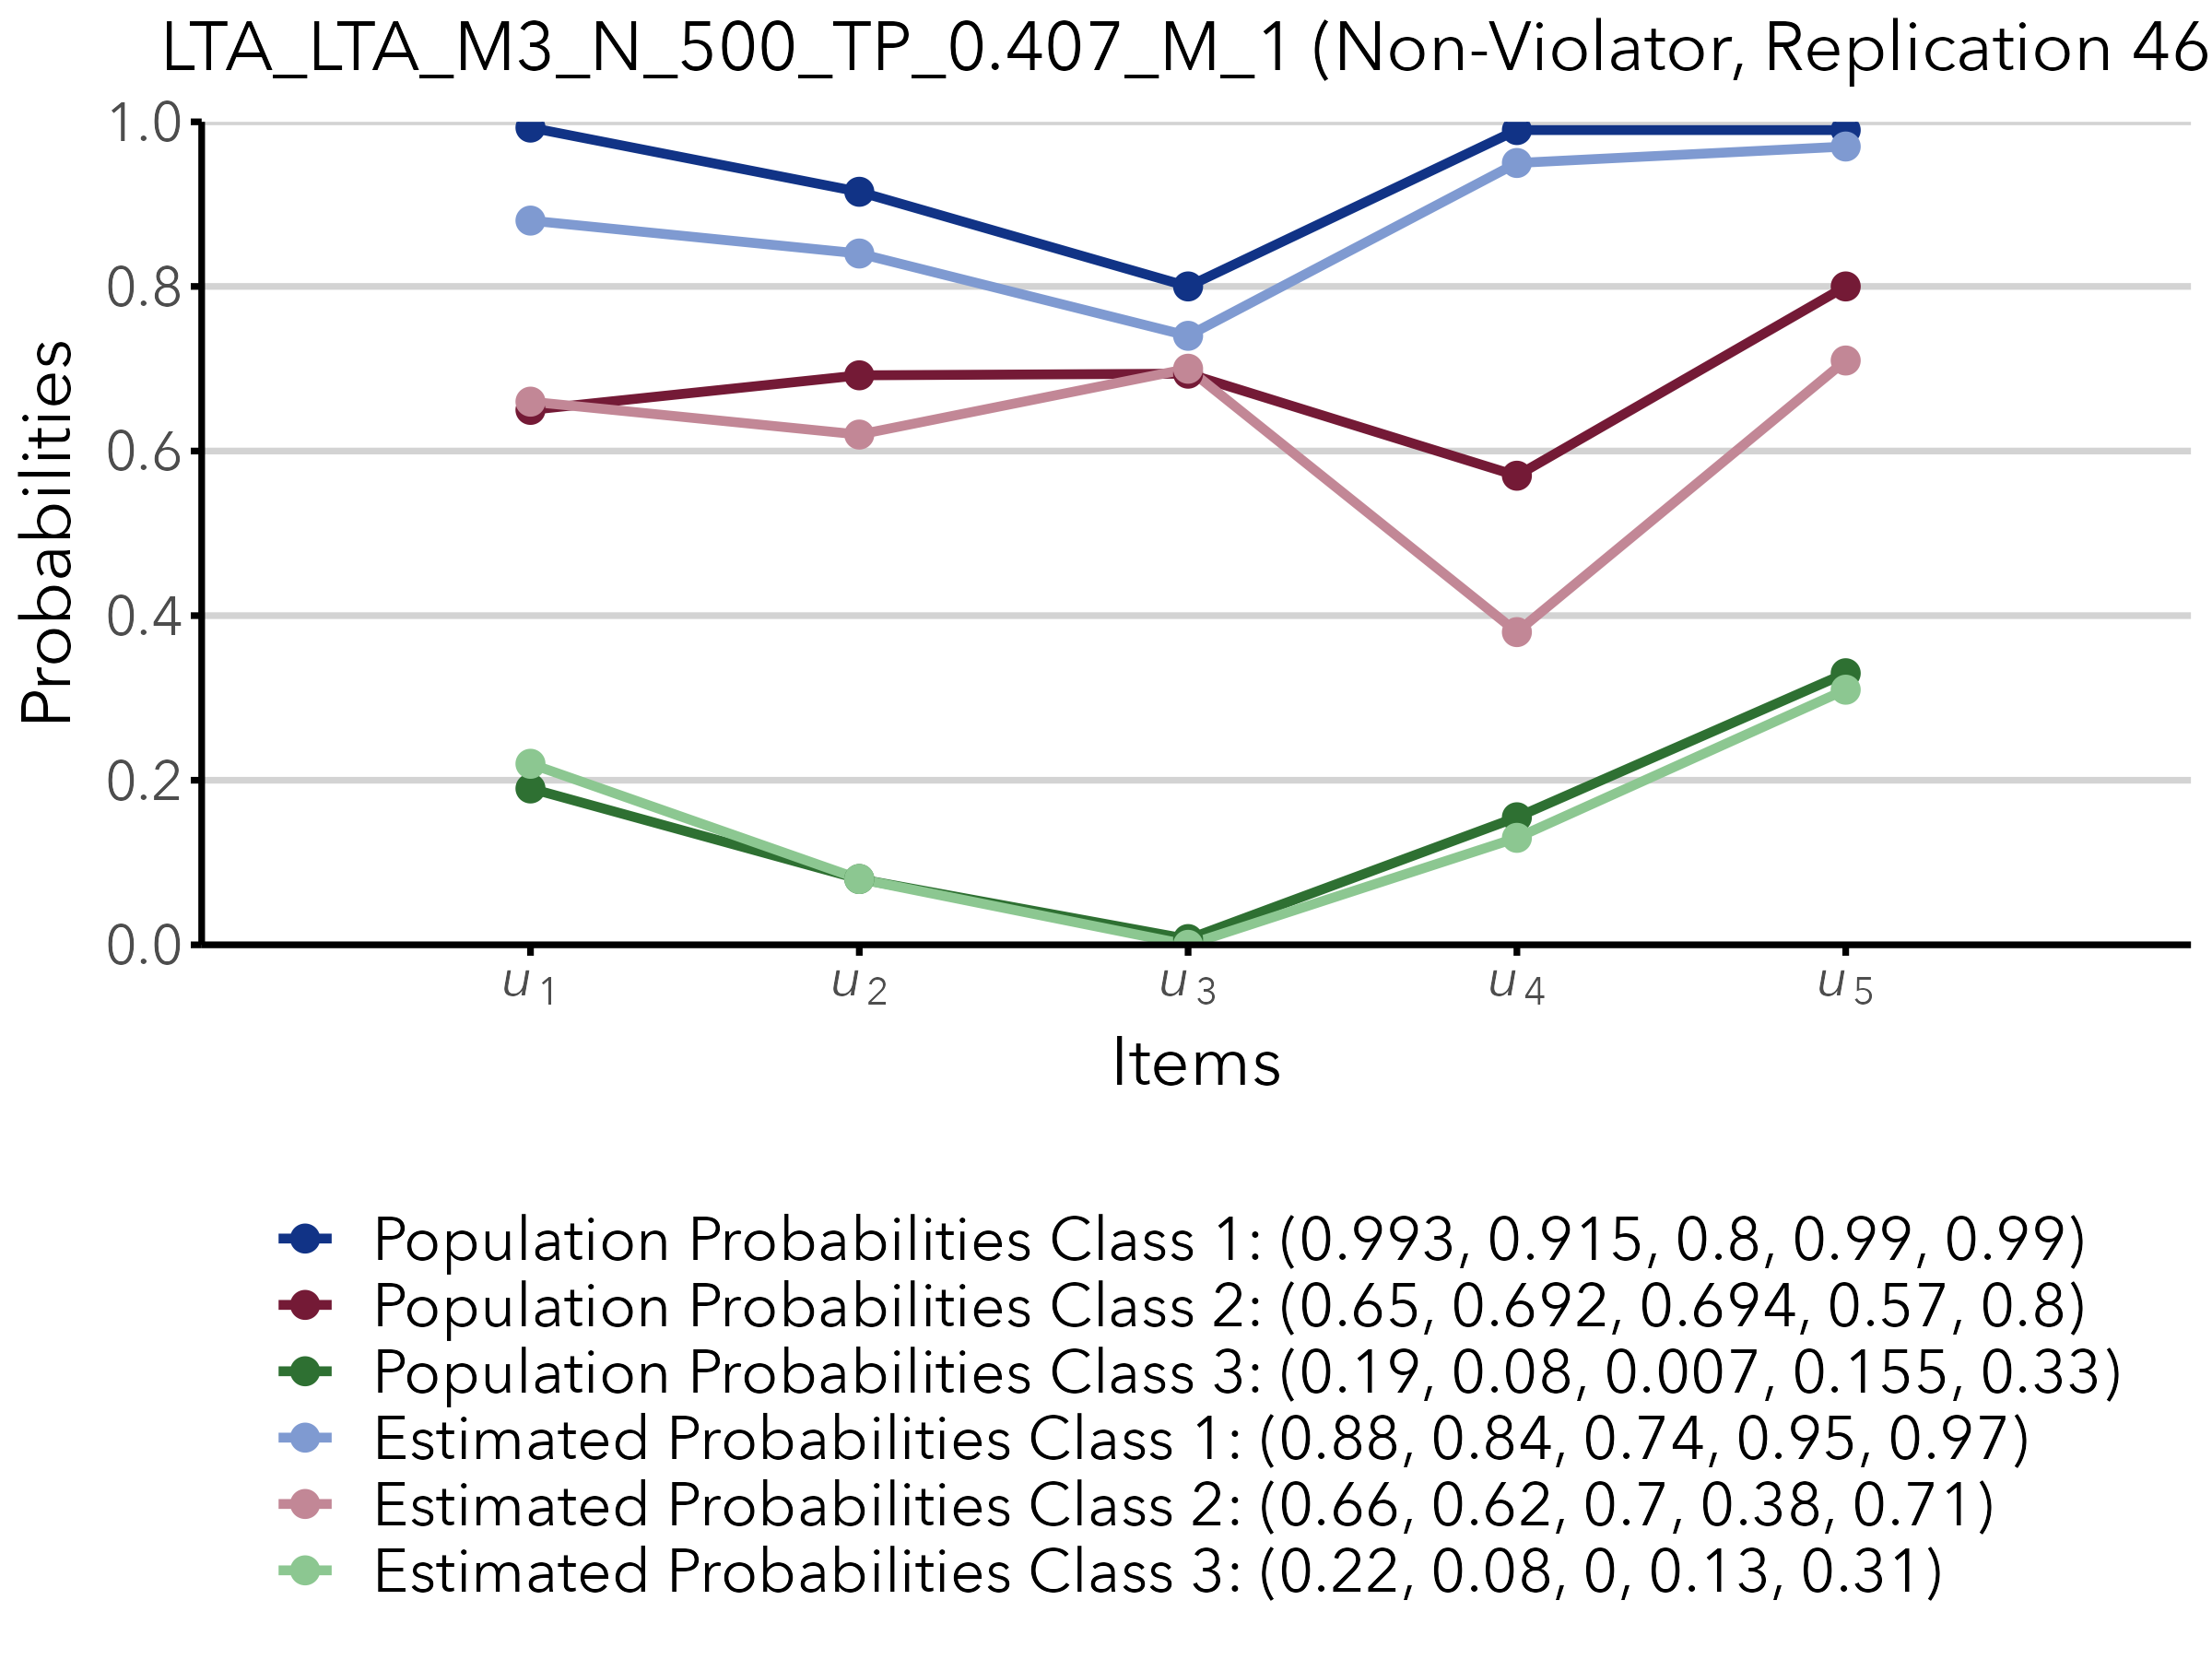 LTA_LTA_M3_N_500_TP_0.407_M_1 (Non-Violator, Replication 46
1.0
0.8
0.6
0.4
0.2
0.0
Probabilities
u1
u2
u3
u4
u5
Items
Population Probabilities Class 1: (0.993, 0.915, 0.8, 0.99, 0.99)
Population Probabilities Class 2: (0.65, 0.692, 0.694, 0.57, 0.8)
Population Probabilities Class 3: (0.19, 0.08, 0.007, 0.155, 0.33)
Estimated Probabilities Class 1: (0.88, 0.84, 0.74, 0.95, 0.97)
Estimated Probabilities Class 2: (0.66, 0.62, 0.7, 0.38, 0.71)
Estimated Probabilities Class 3: (0.22, 0.08, 0, 0.13, 0.31)